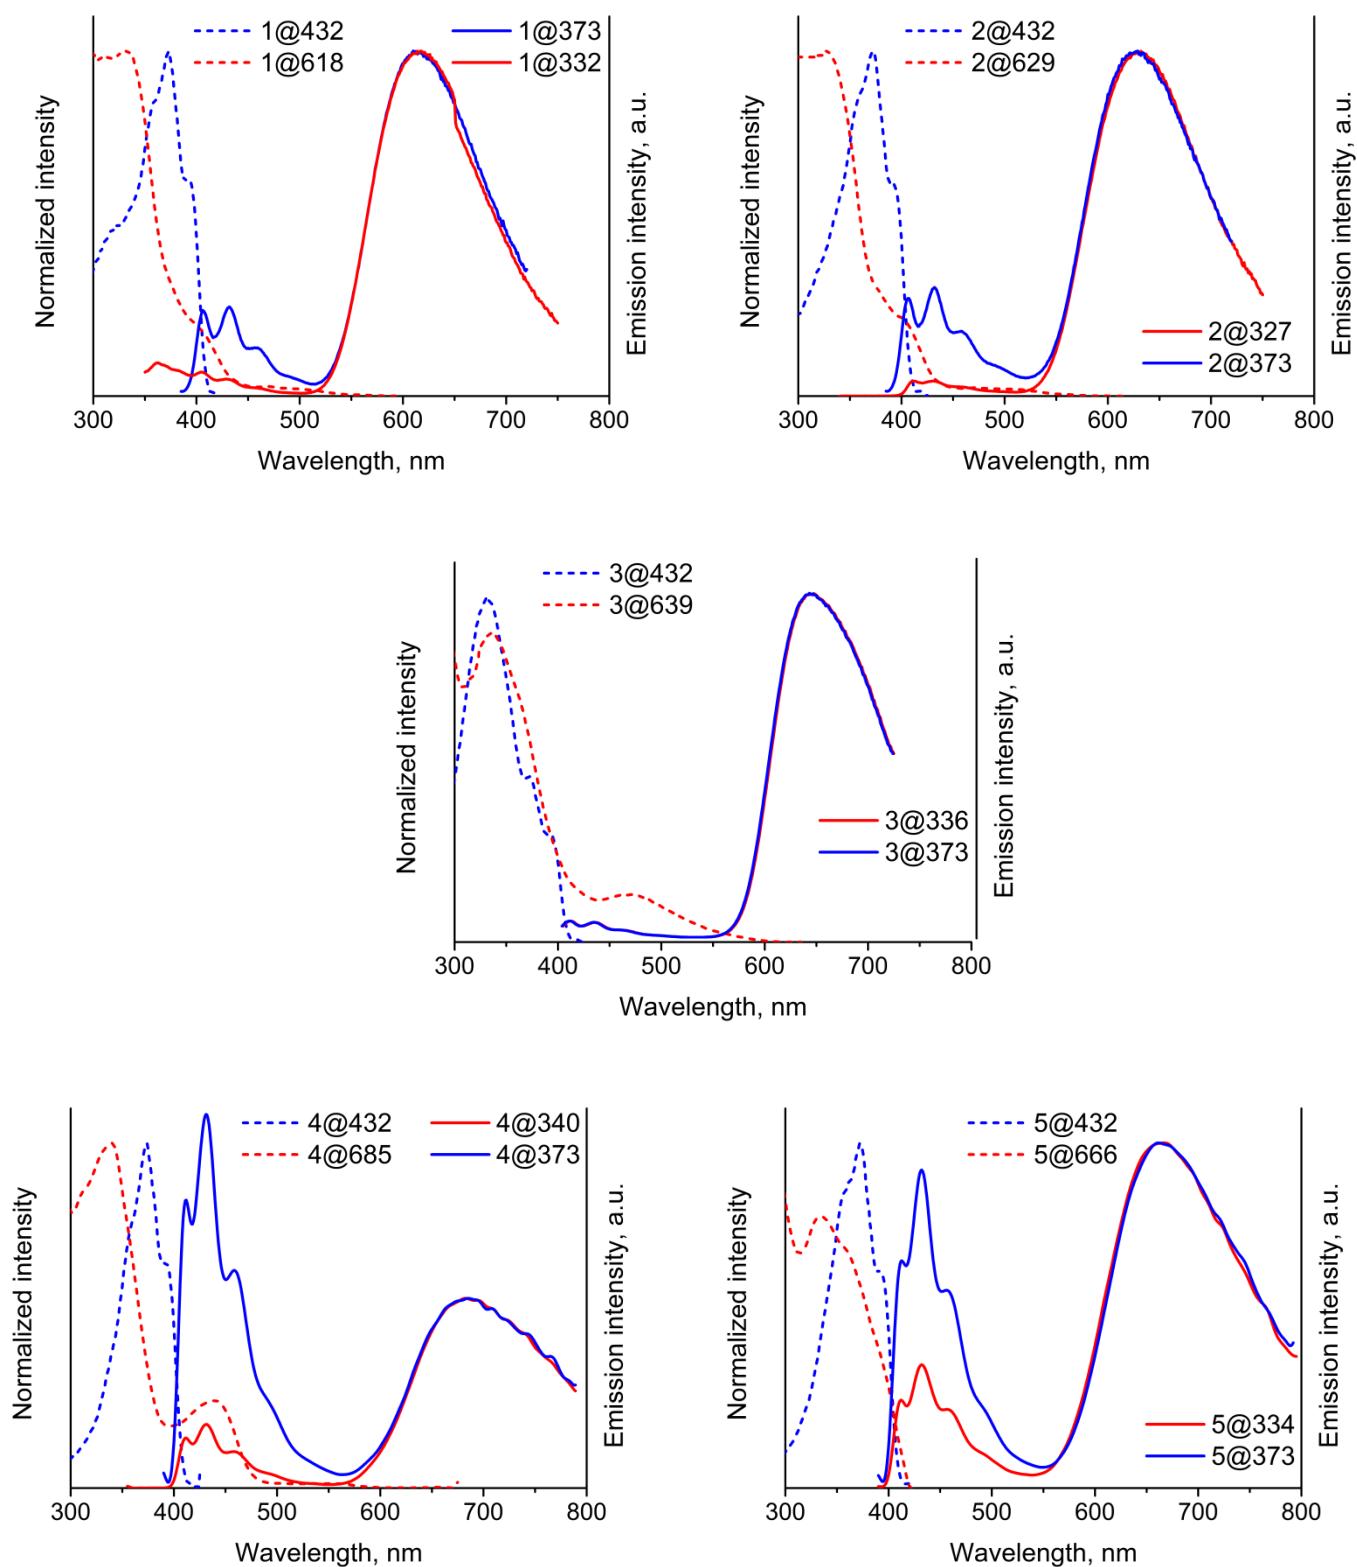 1@432
1@373
1@618
1@332
Normalized intensity
Emission intensity, a.u.
300 400 500 600 700 800
Wavelength, nm
2@432
2@629
Normalized intensity
Emission intensity, a.u.
2@327
2@373
300 400 500 600 700 800
Wavelength, nm
3@432
3@639
Normalized intensity
Emission intensity, a.u.
3@336
3@373
300 400 500 600 700 800
Wavelength, nm
4@432
4@340
4@685
4@373
Normalized intensity
Emission intensity, a.u.
300 400 500 600 700 800
Wavelength, nm
5@432
5@666
Normalized intensity
Emission intensity, a.u.
5@334
5@373
300 400 500 600 700 800
Wavelength, nm